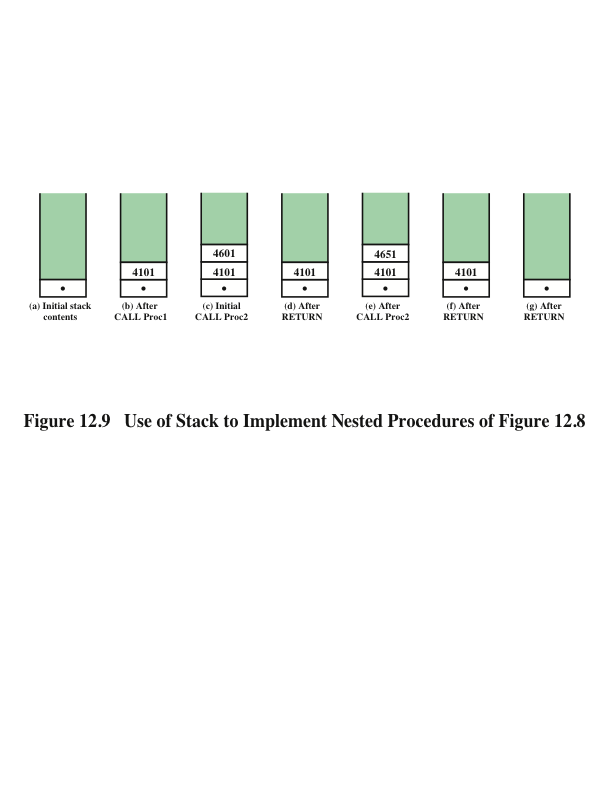 4601
4651
4101
4101
4101
4101
4101
•
•
•
•
•
•
•
(a) Initial stack
contents
(b) After
CALL Proc1
(c) Initial
CALL Proc2
(d) After
RETURN
(e) After
CALL Proc2
(f) After
RETURN
(g) After
RETURN
Figure 12.9 Use of Stack to Implement Nested Procedures of Figure 12.8